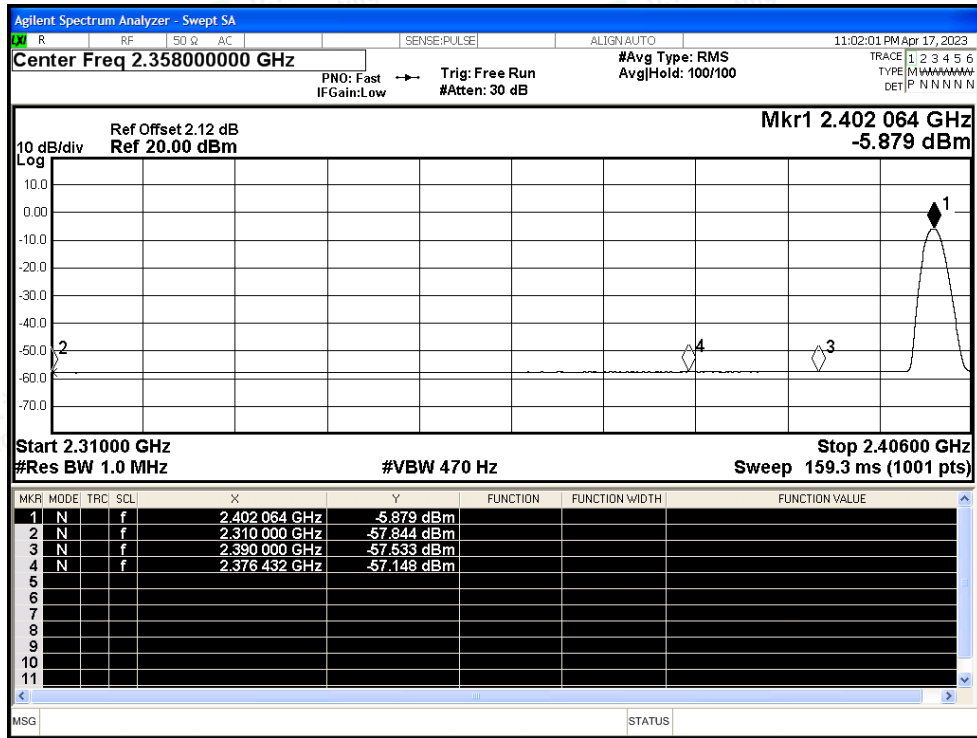 Agilent Spectrum Analyzer - Swept SA
LXI R RF 50 Ω AC SENSE:PULSE ALIGN AUTO 11:02:01 PM Apr 17, 2023
Center Freq 2.358000000 GHz
PNO: Fast
IFGain:Low
Trig: Free Run
#Atten: 30 dB
#Avg Type: RMS
Avg|Hold: 100/100
TRACE 1 2 3 4 5 6
TYPE M
DET P N N N N N
Mkr1 2.402 064 GHz
-5.879 dBm
Ref Offset 2.12 dB
10 dB/div Ref 20.00 dBm
Log
10.0
0.00
-10.0
-20.0
-30.0
-40.0
-50.0
-60.0
-70.0
1
2
4
3
Start 2.31000 GHz Stop 2.40600 GHz
#Res BW 1.0 MHz #VBW 470 Hz Sweep 159.3 ms (1001 pts)
MKR MODE TRC SCL X Y FUNCTION FUNCTION WIDTH FUNCTION VALUE
1 N f 2.402 064 GHz -5.879 dBm
2 N f 2.310 000 GHz -57.844 dBm
3 N f 2.390 000 GHz -57.533 dBm
4 N f 2.376 432 GHz -57.148 dBm
5
6
7
8
9
10
11
MSG STATUS